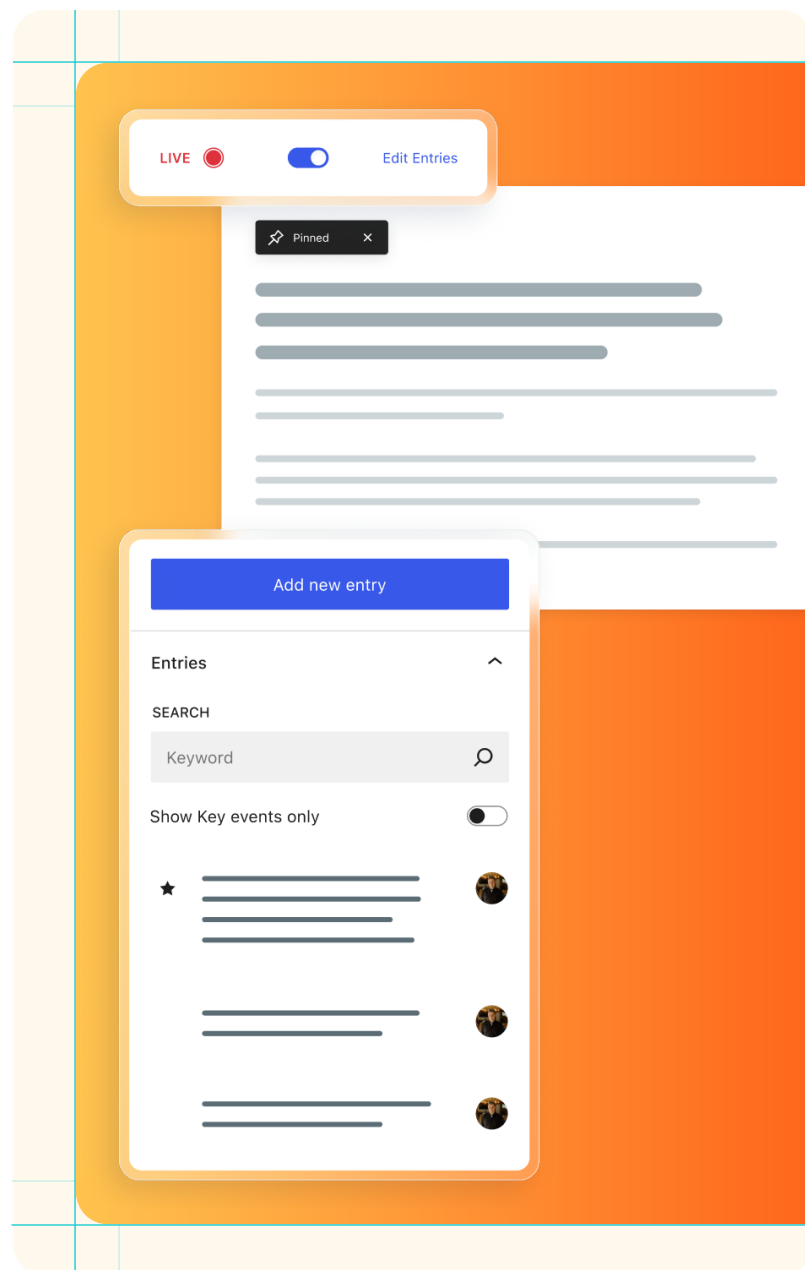 LIVE
Edit Entries
Pinned
Add new entry
Entries
SEARCH
Keyword
Show Key events only